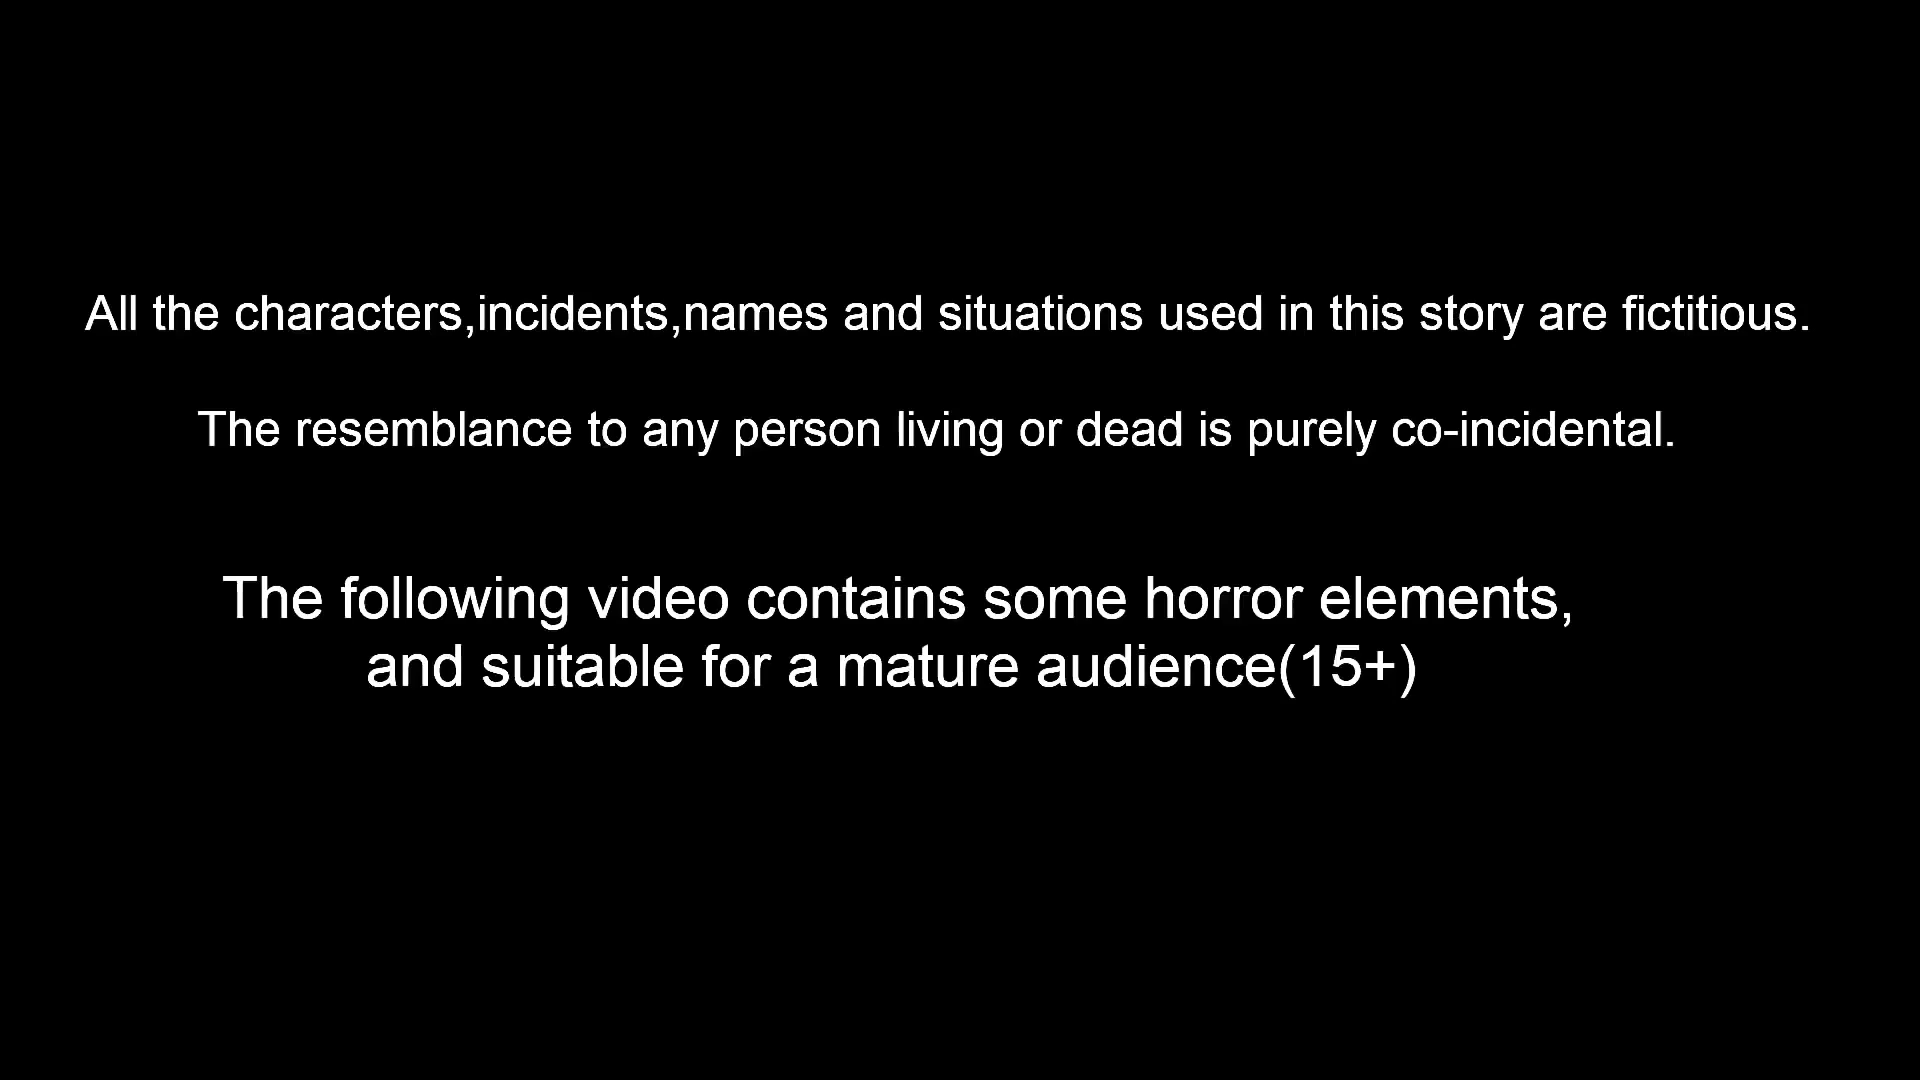 All the characters,incidents,names and situations used in this story are fictitious.
The resemblance to any person living or dead is purely co-incidental.
The following video contains some horror elements,
and suitable for a mature audience(15+)